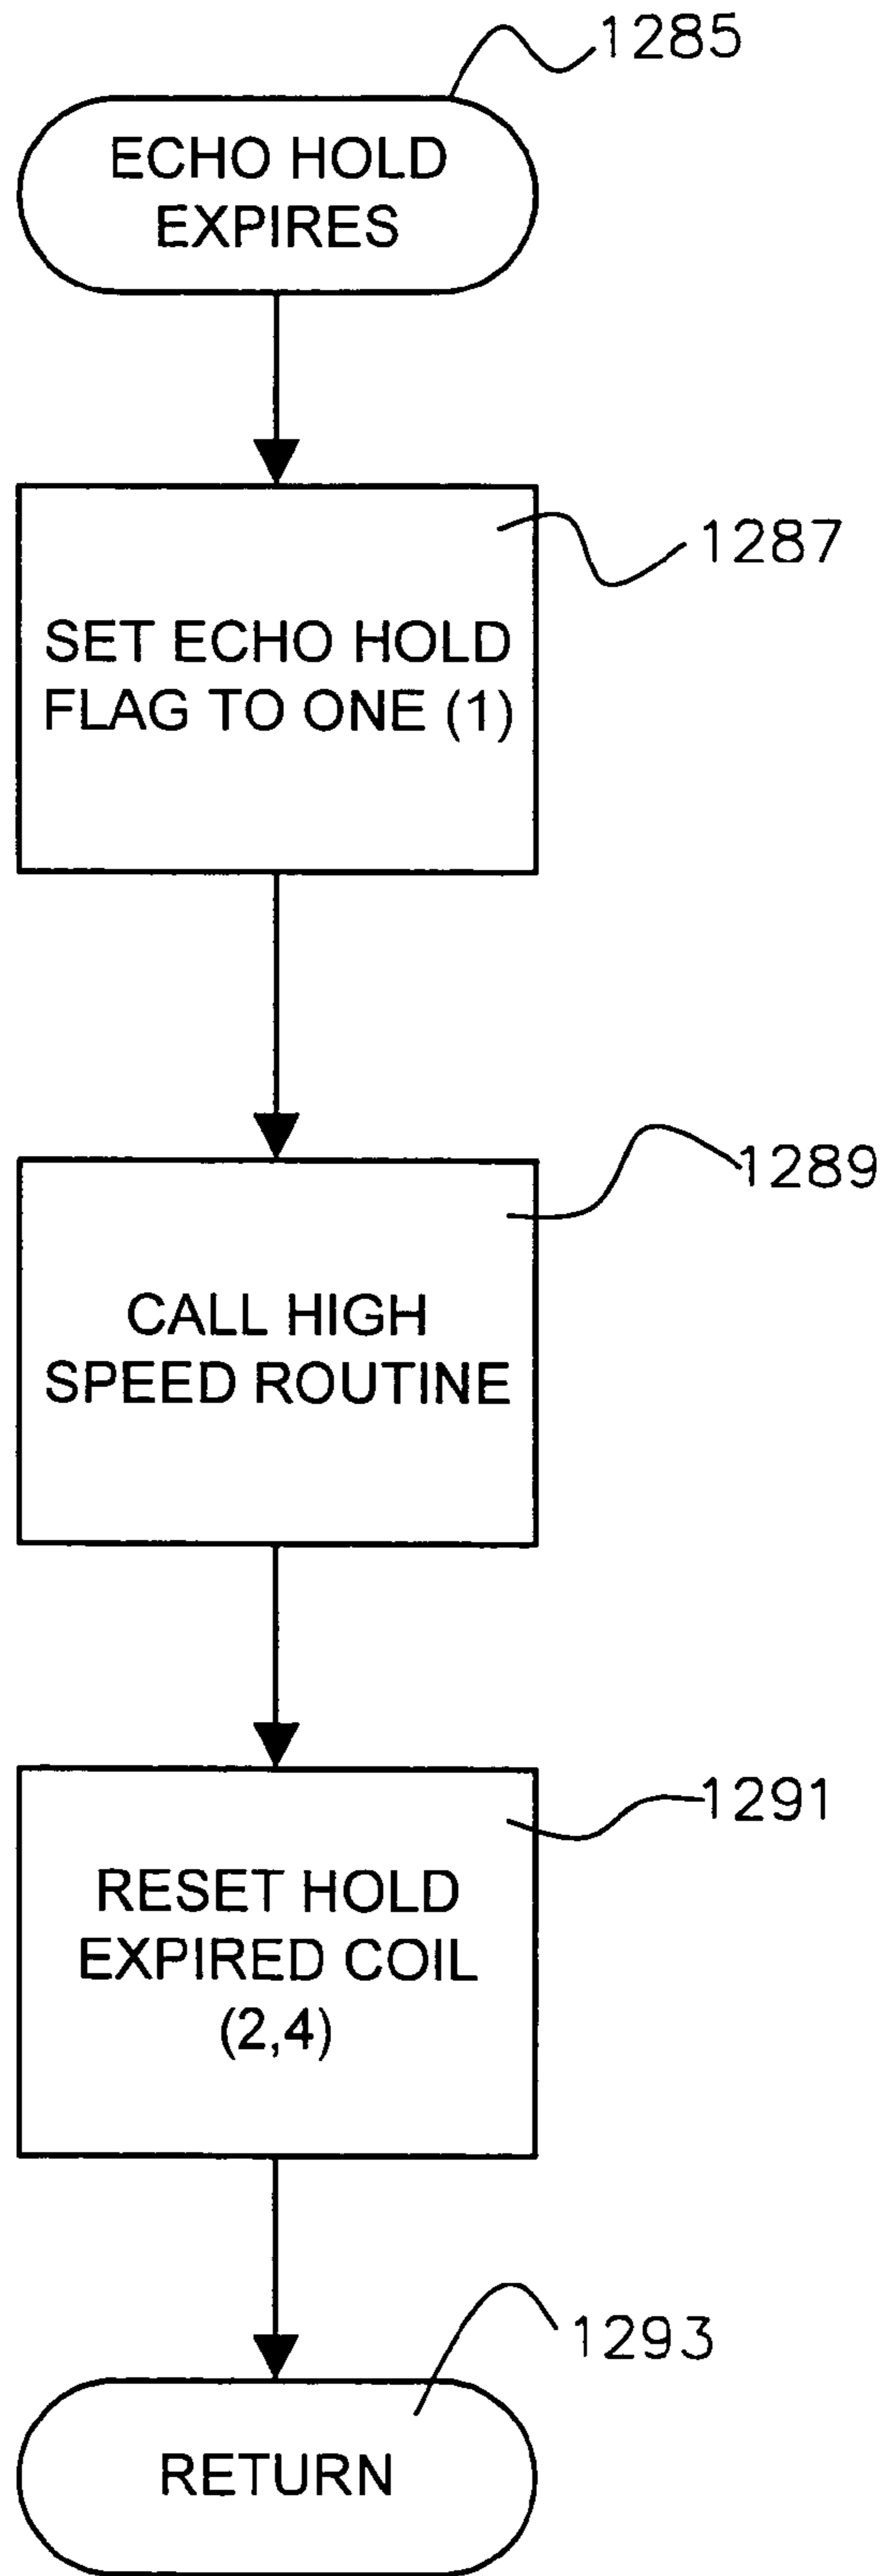 1285
ECHO HOLD
EXPIRES
1287
SET ECHO HOLD
FLAG TO ONE (1)
1289
CALL HIGH
SPEED ROUTINE
1291
RESET HOLD
EXPIRED COIL
(2,4)
1293
RETURN